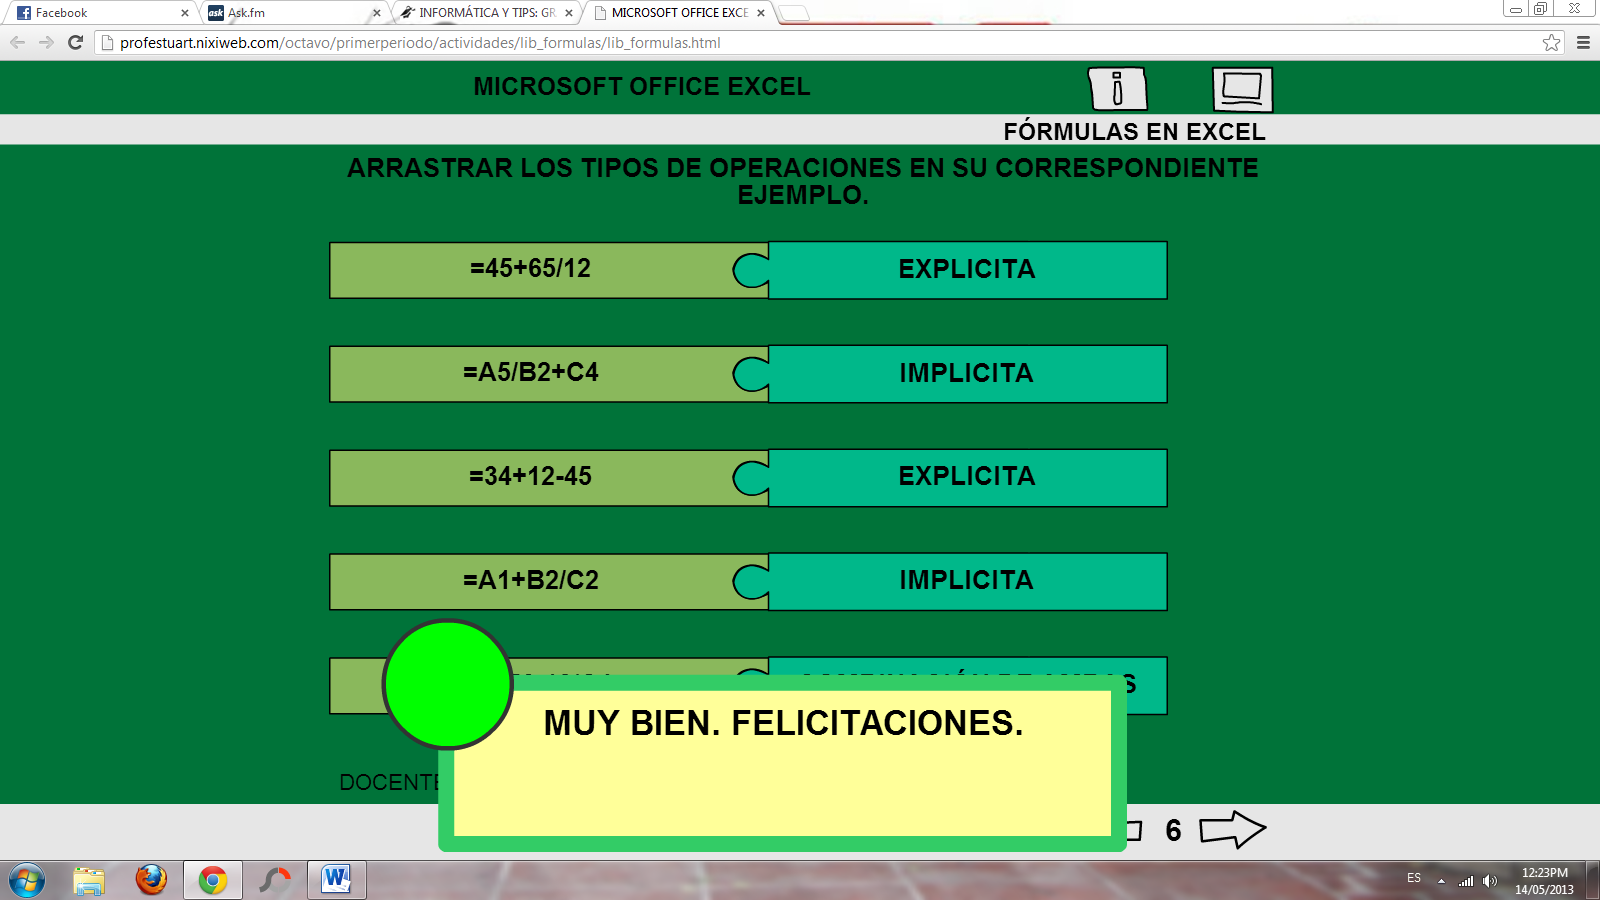 Facebook
ask Ask.fm
INFORMÁTICA Y TIPS: GR
MICROSOFT OFFICE EXCE
profestuart.nixiweb.com/octavo/primerperiodo/actividades/lib_formulas/lib_formulas.html
MICROSOFT OFFICE EXCEL
i
FÓRMULAS EN EXCEL
ARRASTRAR LOS TIPOS DE OPERACIONES EN SU CORRESPONDIENTE
EJEMPLO.
=45+65/12 EXPLICITA
=A5/B2+C4 IMPLICITA
=34+12-45 EXPLICITA
=A1+B2/C2 IMPLICITA
MUY BIEN. FELICITACIONES.
DOCENTE
6
ES
12:23PM
14/05/2013